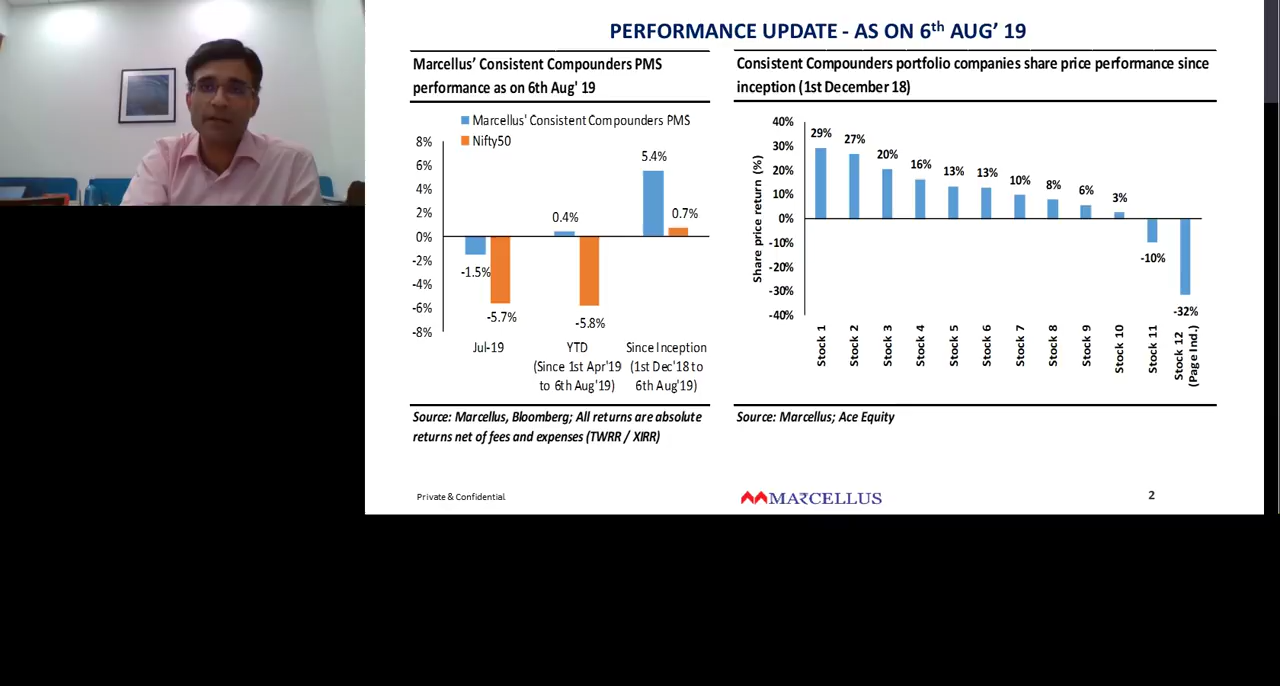 PERFORMANCE UPDATE - AS ON 6th AUG' 19
Marcellus' Consistent Compounders PMS
performance as on 6th Aug' 19
Marcellus' Consistent Compounders PMS
Nifty50
8%
6%
4%
2%
0%
-2%
-4%
-6%
-8%
-1.5%
-5.7%
0.4%
-5.8%
5.4%
0.7%
Jul-19
YTD
(Since 1st Apr'19
to 6th Aug'19)
Since Inception
(1st Dec'18 to
6th Aug'19)
Source: Marcellus, Bloomberg; All returns are absolute
returns net of fees and expenses (TWRR / XIRR)
Consistent Compounders portfolio companies share price performance since
inception (1st December 18)
Share price return (%)
40%
30%
20%
10%
0%
-10%
-20%
-30%
-40%
29%
27%
20%
16%
13%
13%
10%
8%
6%
3%
-10%
-32%
Stock 1
Stock 2
Stock 3
Stock 4
Stock 5
Stock 6
Stock 7
Stock 8
Stock 9
Stock 10
Stock 11
Stock 12
(Page Ind.)
Source: Marcellus; Ace Equity
Private & Confidential
MARCELLUS
2